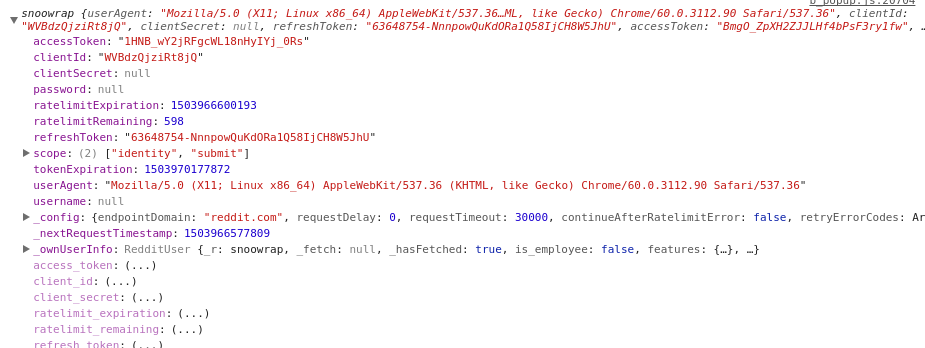 b_popup.js:20704
snoowrap {userAgent: "Mozilla/5.0 (X11; Linux x86_64) AppleWebKit/537.36…ML, like Gecko) Chrome/60.0.3112.90 Safari/537.36", clientId:
"WVBdzQjziRt8jQ", clientSecret: null, refreshToken: "63648754-NnnpowQuKdORa1Q58IjCH8W5JhU", accessToken: "BmgO_ZpXH2ZJJLHf4bPsF3ry1fw", …
accessToken: "1HNB_wY2jRFgcWL18nHyIYj_0Rs"
clientId: "WVBdzQjziRt8jQ"
clientSecret: null
password: null
ratelimitExpiration: 1503966600193
ratelimitRemaining: 598
refreshToken: "63648754-NnnpowQuKdORa1Q58IjCH8W5JhU"
scope: (2) ["identity", "submit"]
tokenExpiration: 1503970177872
userAgent: "Mozilla/5.0 (X11; Linux x86_64) AppleWebKit/537.36 (KHTML, like Gecko) Chrome/60.0.3112.90 Safari/537.36"
username: null
_config: {endpointDomain: "reddit.com", requestDelay: 0, requestTimeout: 30000, continueAfterRatelimitError: false, retryErrorCodes: Ar
_nextRequestTimestamp: 1503966577809
_ownUserInfo: RedditUser {_r: snoowrap, _fetch: null, _hasFetched: true, is_employee: false, features: {…}, …}
access_token: (...)
client_id: (...)
client_secret: (...)
ratelimit_expiration: (...)
ratelimit_remaining: (...)
refresh_token: (...)